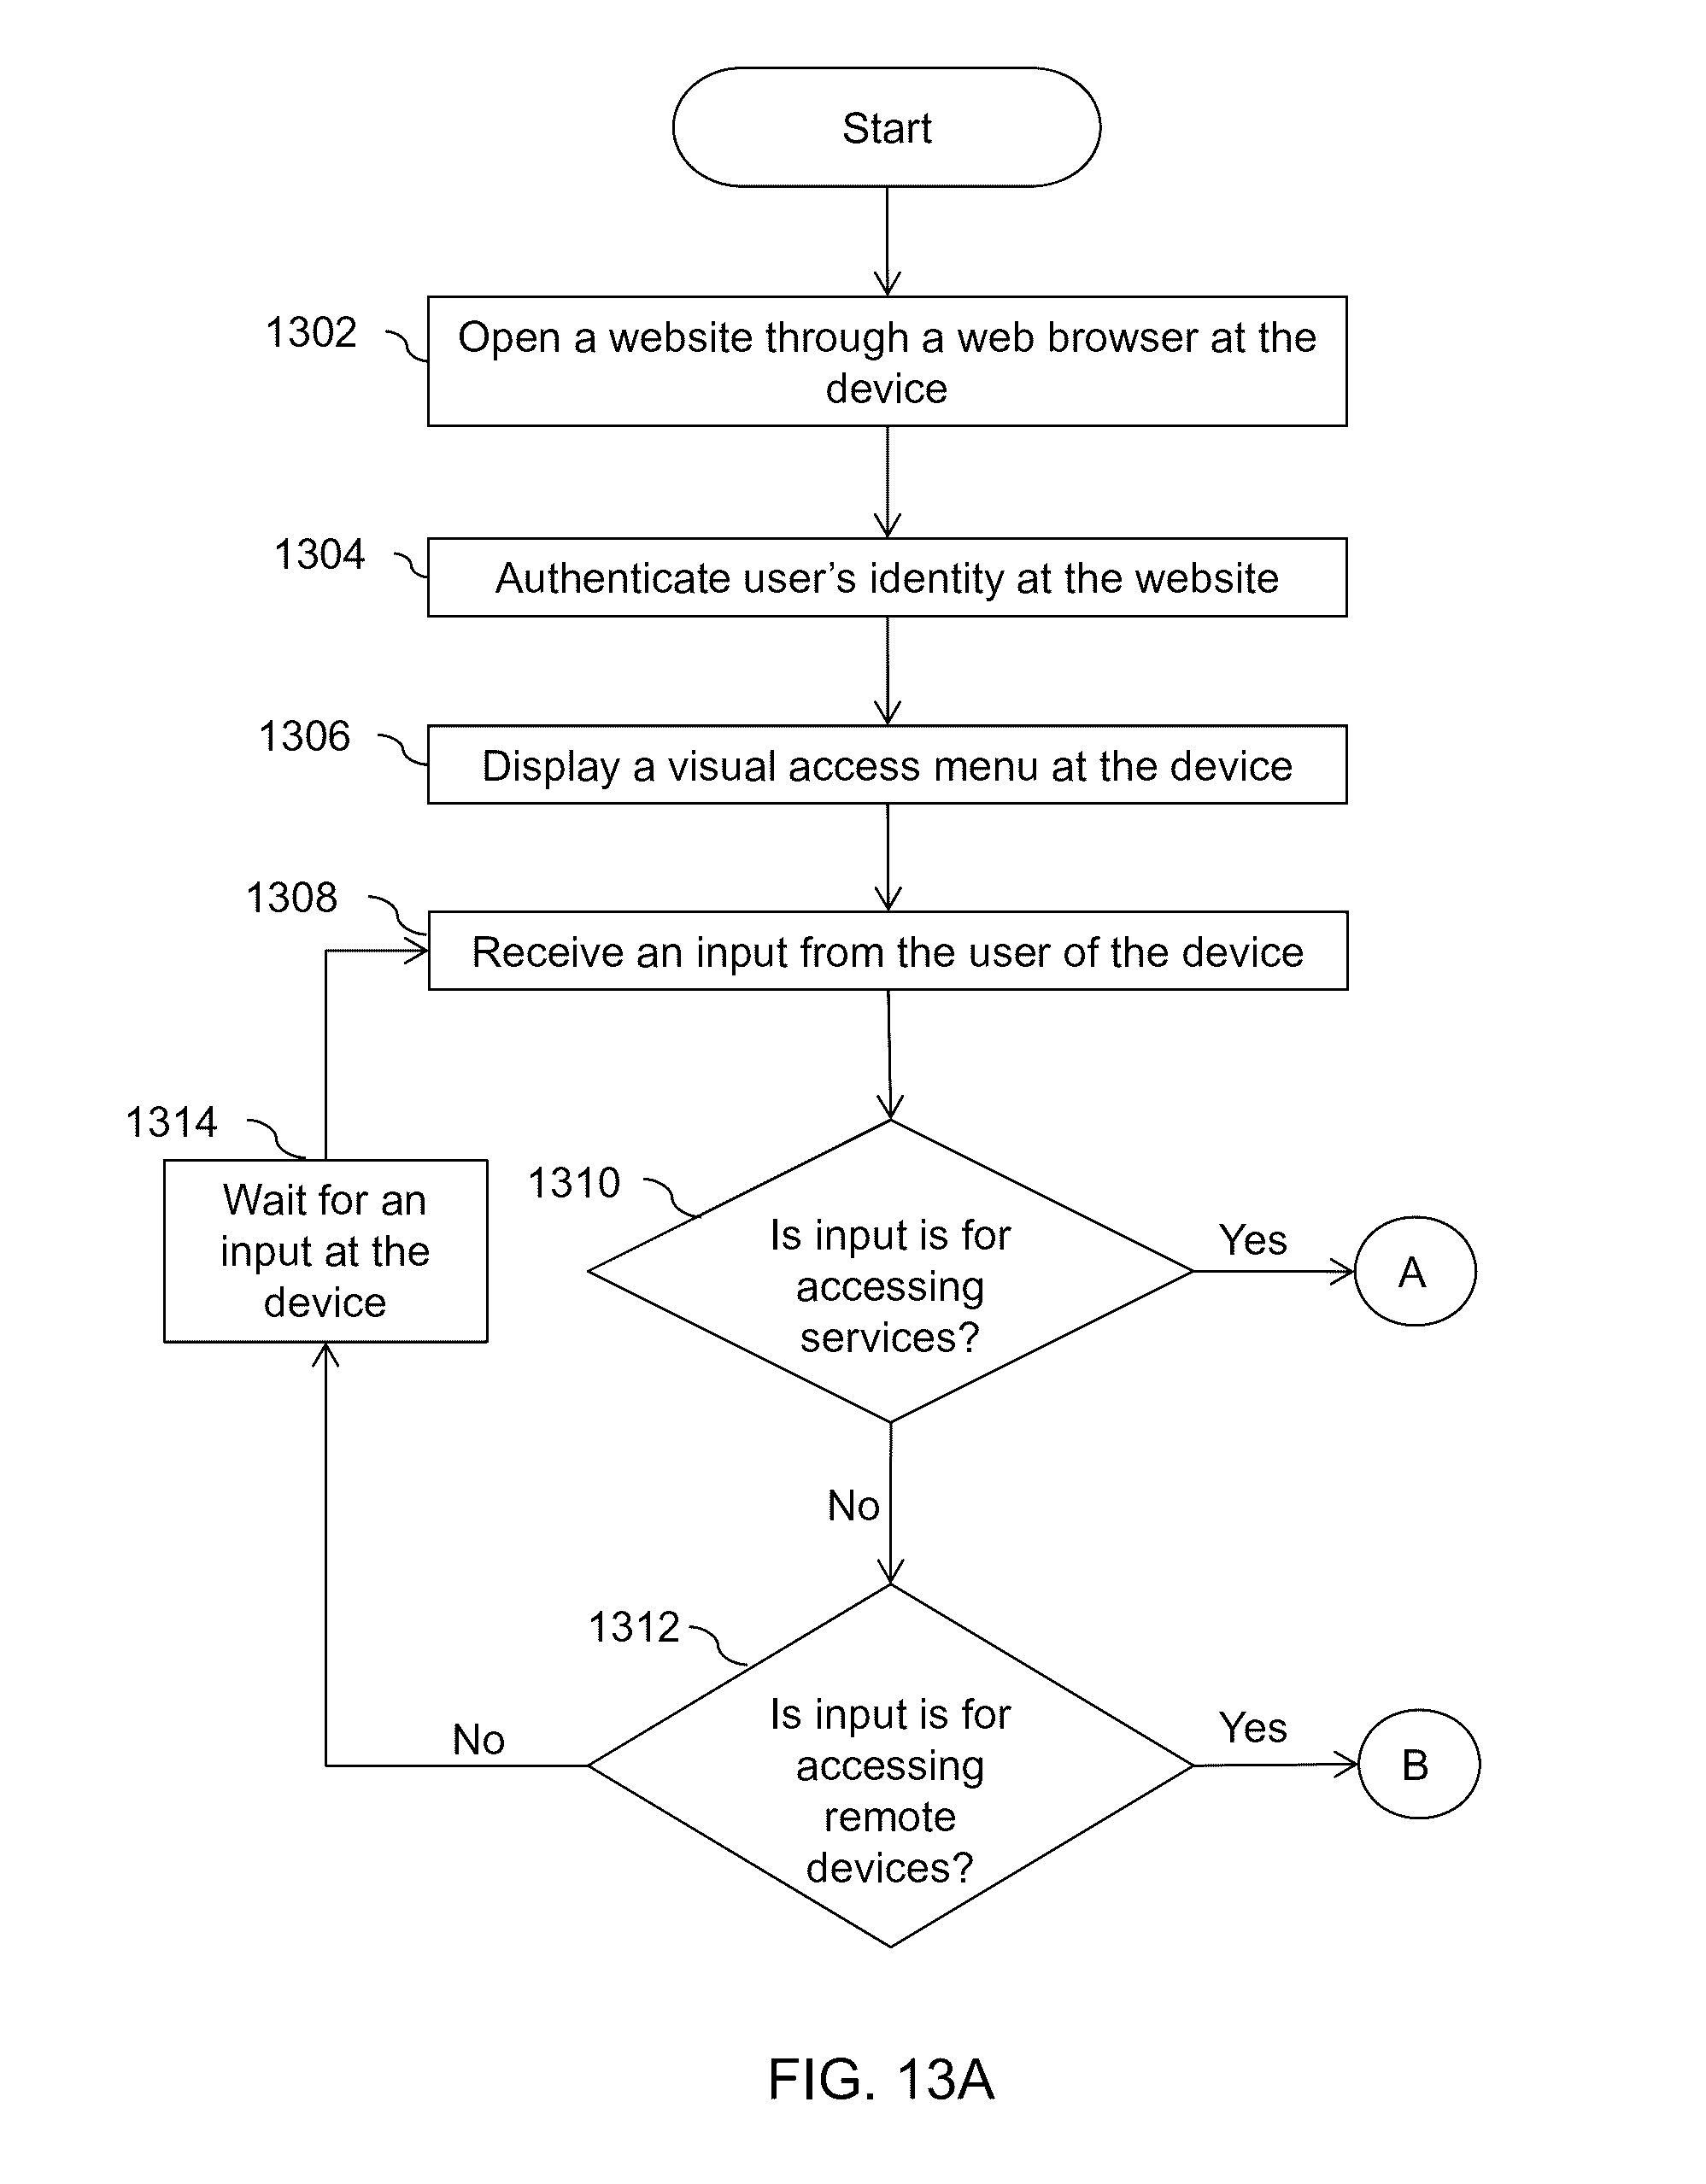 Start
1302
Open a website through a web browser at the
device
1304
Authenticate user’s identity at the website
1306
Display a visual access menu at the device
1308
Receive an input from the user of the device
1314
Wait for an
input at the
device
1310
Is input is for
accessing
services?
Yes
A
No
1312
Is input is for
accessing
remote
devices?
No
Yes
B
FIG. 13A